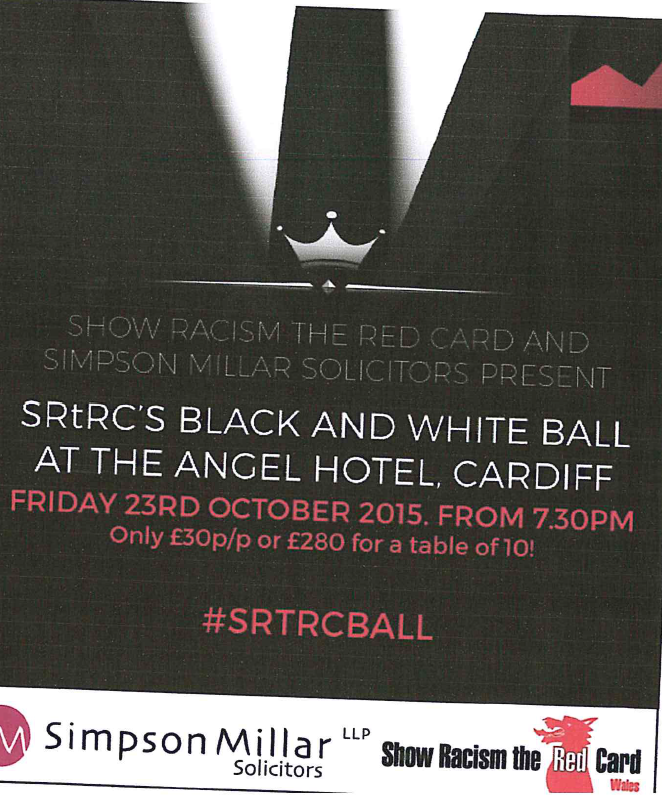 SHOW RACISM THE RED CARD AND
SIMPSON MILLAR SOLICITORS PRESENT
SRtRC'S BLACK AND WHITE BALL
AT THE ANGEL HOTEL, CARDIFF
FRIDAY 23RD OCTOBER 2015. FROM 7.30PM
Only £30p/p or £280 for a table of 10!
#SRTRCBALL
M
Simpson Millar LLP
Solicitors
Show Racism the Red Card
Wales